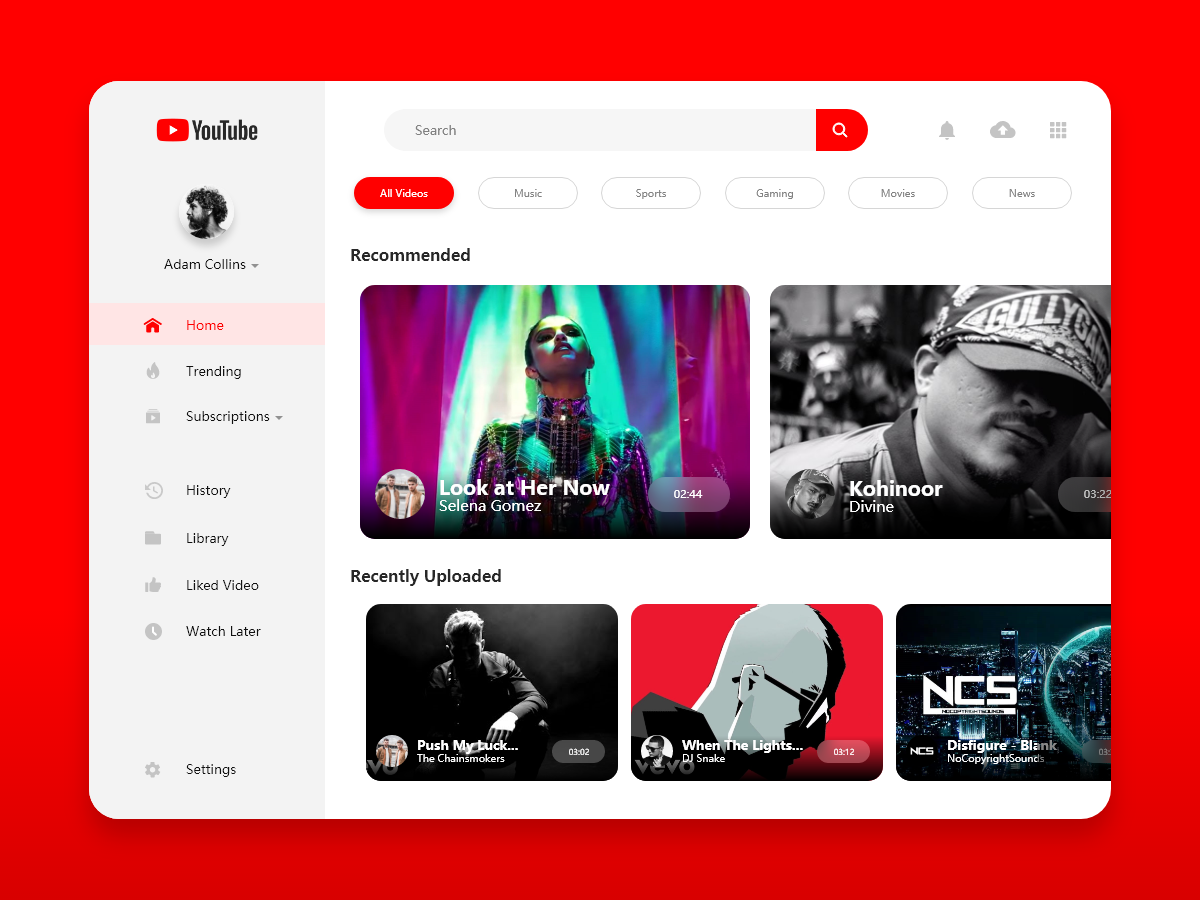 YouTube
Adam Collins
Home
Trending
Subscriptions
History
Library
Liked Video
Watch Later
Settings
Search
All Videos
Music
Sports
Gaming
Movies
News
Recommended
GULLYG
Look at Her Now
Selena Gomez
02:44
Kohinoor
Divine
03:22
Recently Uploaded
Push My Luck...
The Chainsmokers
03:02
vevo
When The Lights...
DJ Snake
03:12
vevo
NCS
NOCOPYRIGHTSOUNDS
NCS
Disfigure - Blank
NoCopyrightSounds
03: